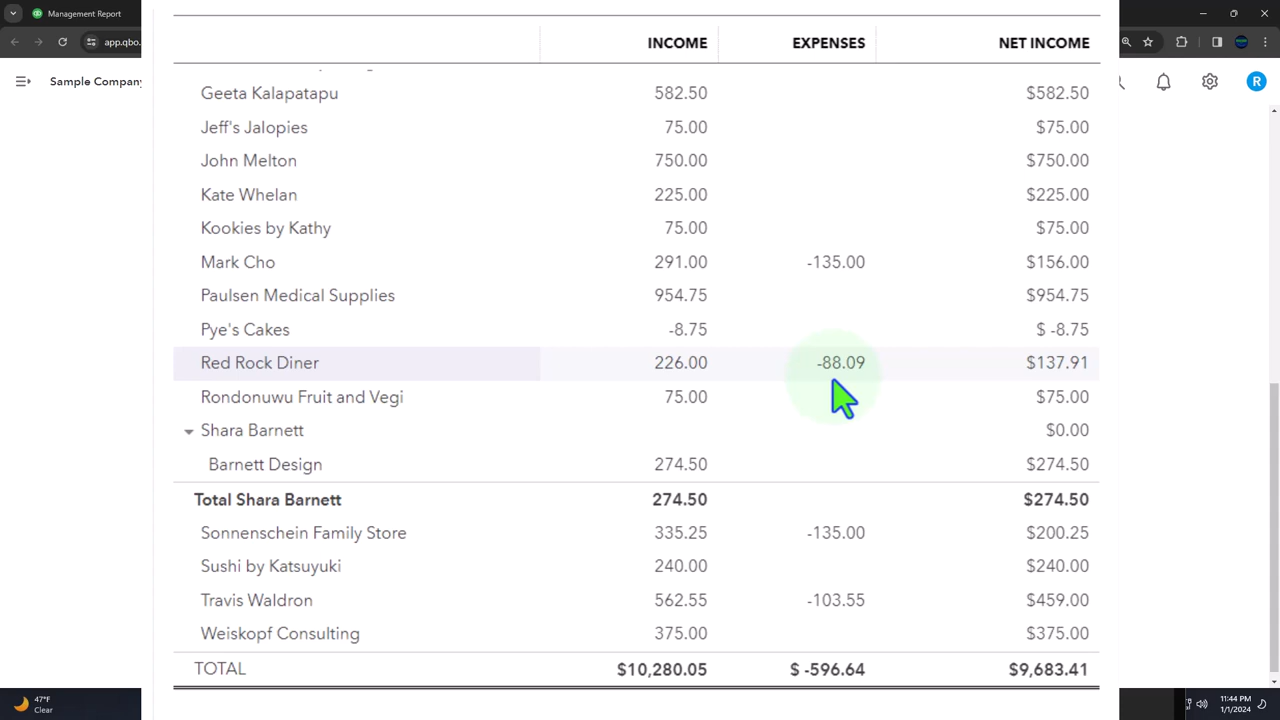 Management Report
app.qbo.
Sample Company
R
INCOME EXPENSES NET INCOME
Geeta Kalapatapu 582.50 $582.50
Jeff's Jalopies 75.00 $75.00
John Melton 750.00 $750.00
Kate Whelan 225.00 $225.00
Kookies by Kathy 75.00 $75.00
Mark Cho 291.00 -135.00 $156.00
Paulsen Medical Supplies 954.75 $954.75
Pye's Cakes -8.75 $ -8.75
Red Rock Diner 226.00 -88.09 $137.91
Rondonuwu Fruit and Vegi 75.00 $75.00
Shara Barnett $0.00
Barnett Design 274.50 $274.50
Total Shara Barnett 274.50 $274.50
Sonnenschein Family Store 335.25 -135.00 $200.25
Sushi by Katsuyuki 240.00 $240.00
Travis Waldron 562.55 -103.55 $459.00
Weiskopf Consulting 375.00 $375.00
TOTAL $10,280.05 $ -596.64 $9,683.41
47°F
Clear
11:44 PM
1/1/2024